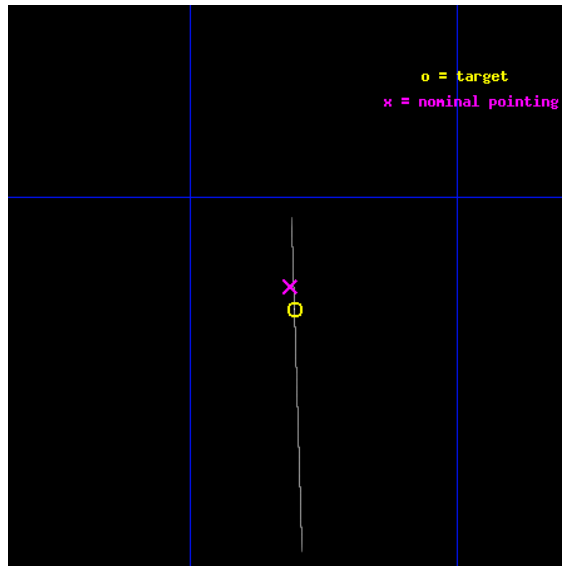 o = target
x = nominal pointing